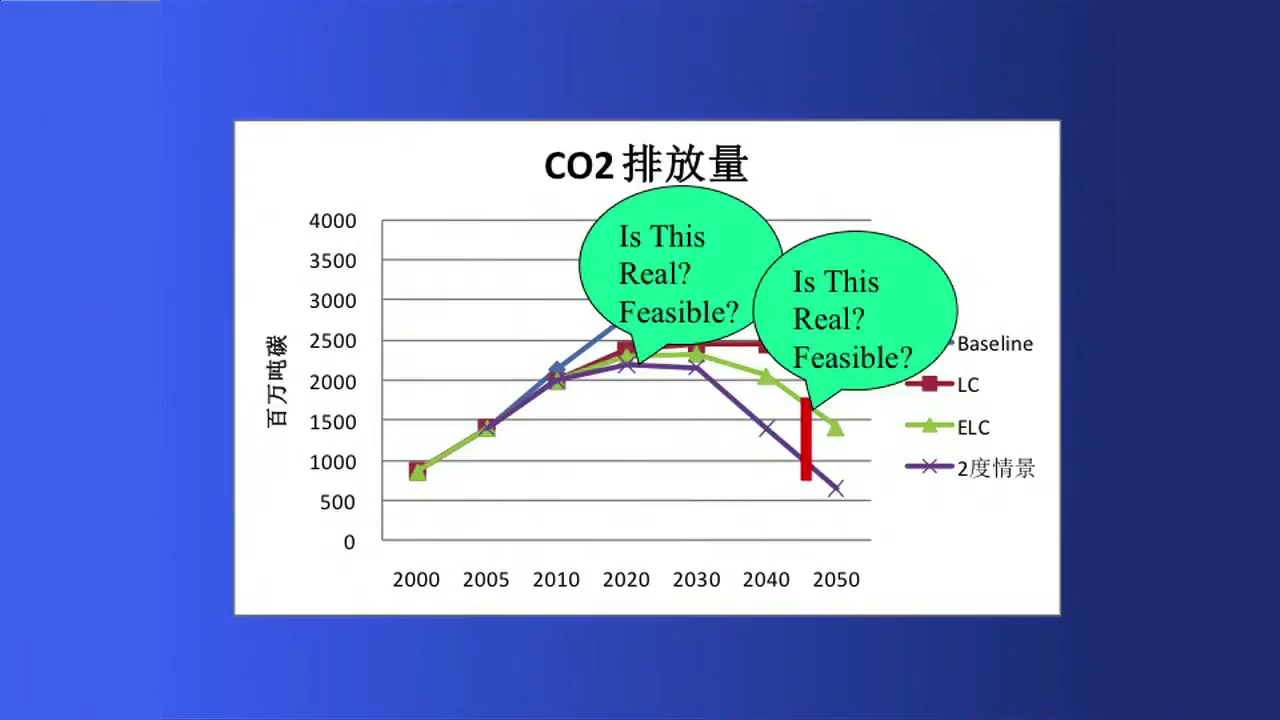 CO2 排放量
Is This
Real?
Feasible?
Is This
Real?
Feasible?
百万吨碳
4000
3500
3000
2500
2000
1500
1000
500
0
2000 2005 2010 2020 2030 2040 2050
Baseline
LC
ELC
2度情景